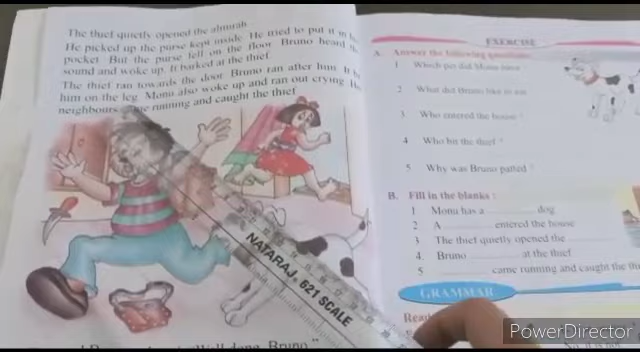 The thief quietly opened the almirah.
He picked up the purse kept inside. He tried to put it in
pocket. But the purse fell on the floor. Bruno heard
sound and woke up. It barked at the thief.
The thief ran towards the door. Bruno ran after him. It
him on the leg. Monu also woke up and ran out crying.
neighbours running and caught the thief
"Well done, Bruno."
NATARAJ 621 SCALE
EXERCISE
A. Answer the following questions:
1 Which pet did Monu have
2 What did Bruno like to eat
3 Who entered the house ?
4 Who bit the thief ?
5 Why was Bruno patted ?
B. Fill in the blanks :
1 Monu has a ........ dog
2 A ........ entered the house
3 The thief quietly opened the ........
4. Bruno ........ at the thief
5 ........ came running and caught the
GRAMMAR
PowerDirector